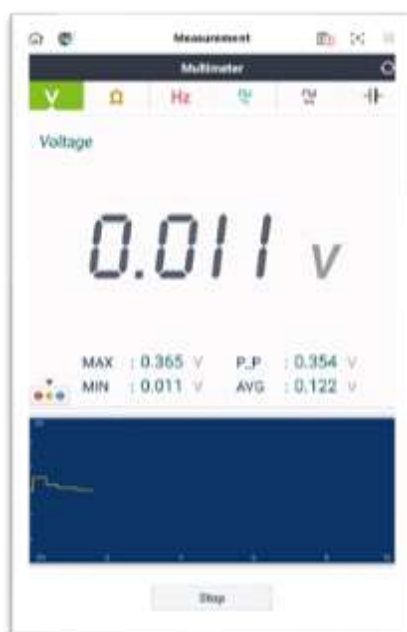 Measurement
Multimeter
V Ω Hz
Voltage
0.011 V
MAX : 0.365 V P_P : 0.354 V
MIN : 0.011 V AVG : 0.122 V
Stop